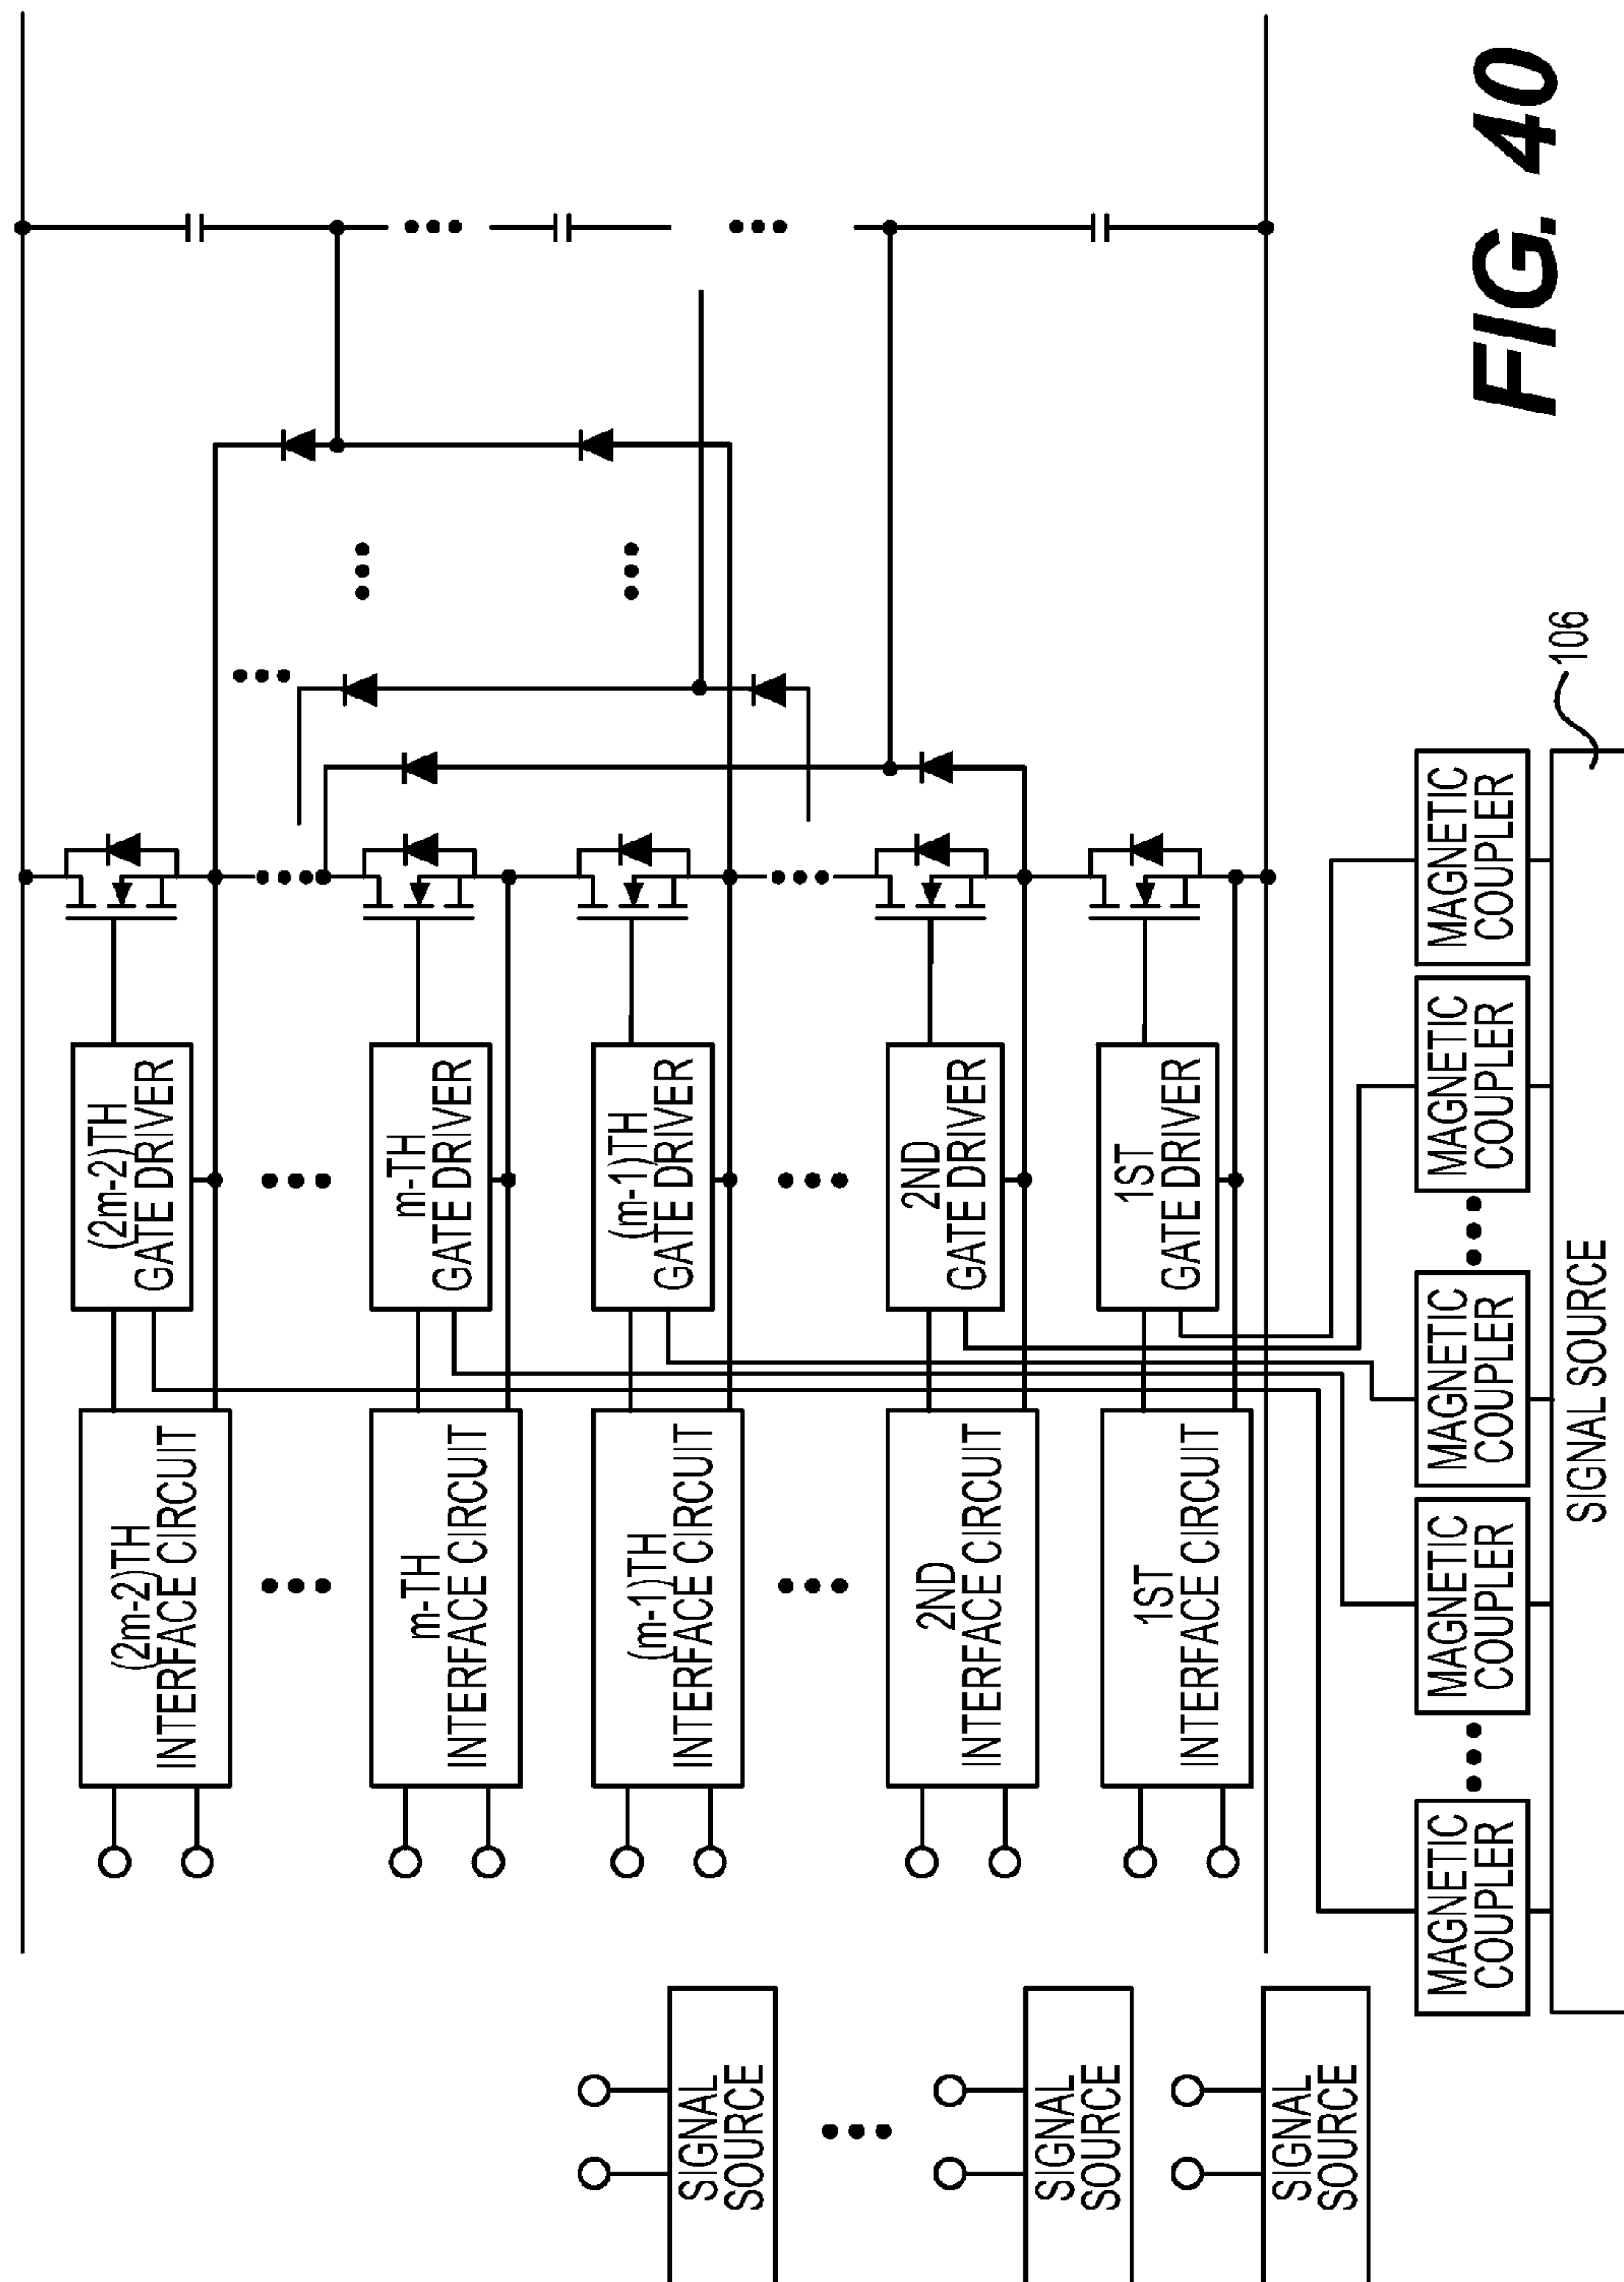 (2m-2)TH
INTERFACE CIRCUIT
(2m-2)TH
GATE DRIVER
m-TH
INTERFACE CIRCUIT
m-TH
GATE DRIVER
(m-1)TH
INTERFACE CIRCUIT
(m-1)TH
GATE DRIVER
2ND
INTERFACE CIRCUIT
2ND
GATE DRIVER
1ST
INTERFACE CIRCUIT
1ST
GATE DRIVER
SIGNAL
SOURCE
SIGNAL
SOURCE
SIGNAL
SOURCE
MAGNETIC
COUPLER
MAGNETIC
COUPLER
MAGNETIC
COUPLER
MAGNETIC
COUPLER
MAGNETIC
COUPLER
SIGNAL SOURCE
106
FIG. 40